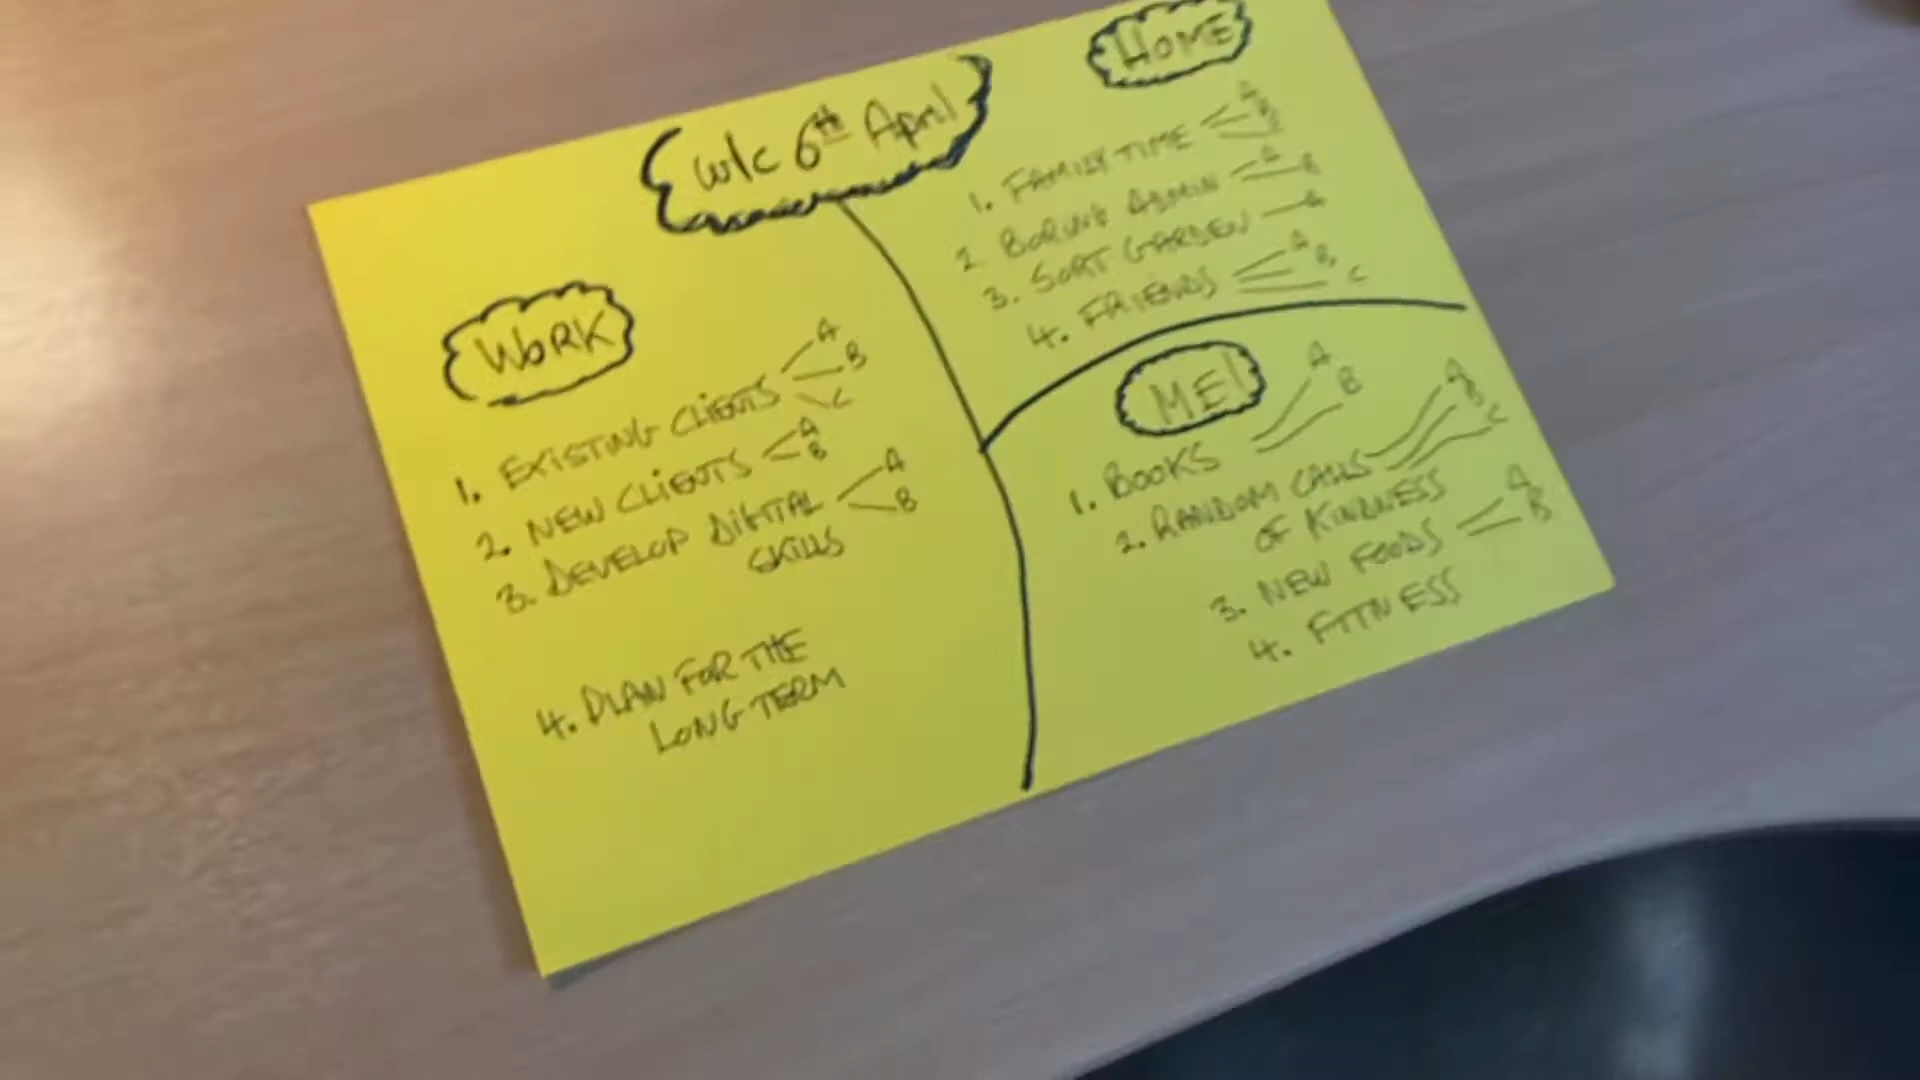 w/c 6th April
WORK
1. EXISTING CLIENTS
A
B
C
2. NEW CLIENTS
A
B
3. DEVELOP DIGITAL
SKILLS
A
B
4. PLAN FOR THE
LONG TERM
HOME
1. FAMILY TIME
A
B
2. BORING ADMIN
A
B
3. SORT GARDEN
A
4. FRIENDS
A
B
C
ME!
1. BOOKS
A
B
2. RANDOM CALLS
OF KINDNESS
A
B
C
3. NEW FOODS
A
B
4. FITNESS